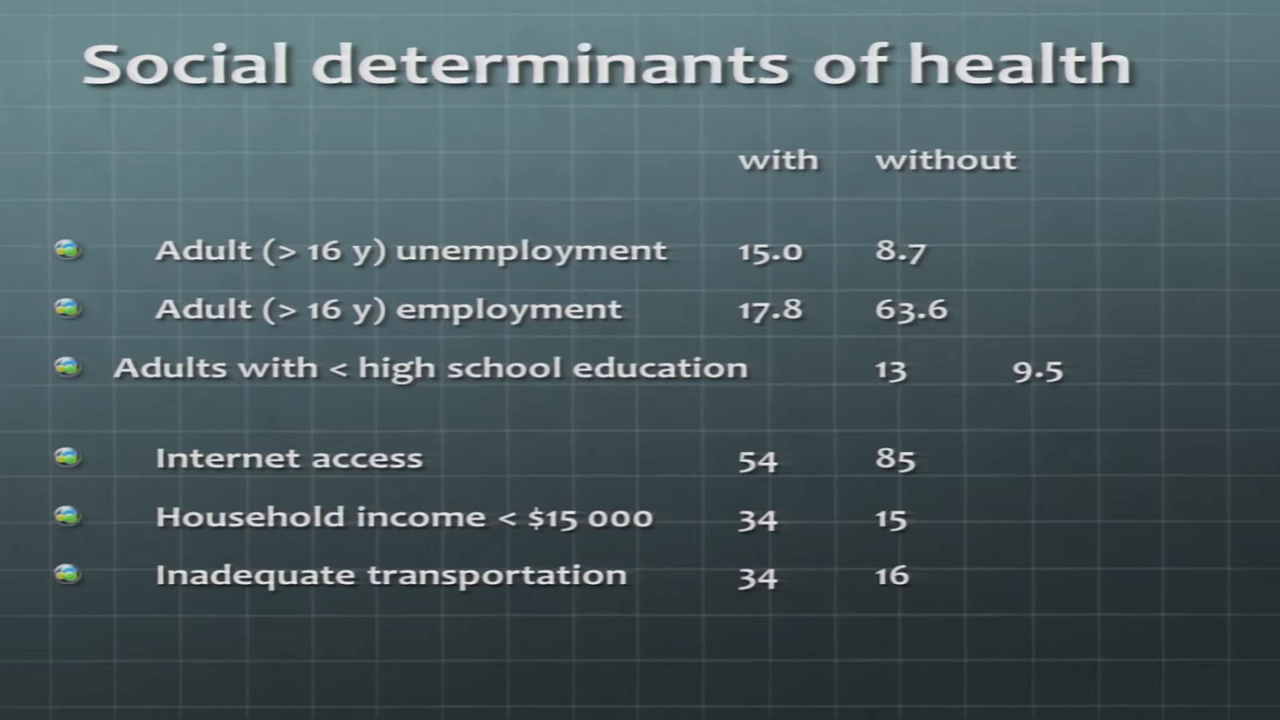 Social determinants of health
with without
Adult (> 16 y) unemployment 15.0 8.7
Adult (> 16 y) employment 17.8 63.6
Adults with < high school education 13 9.5
Internet access 54 85
Household income < $15 000 34 15
Inadequate transportation 34 16